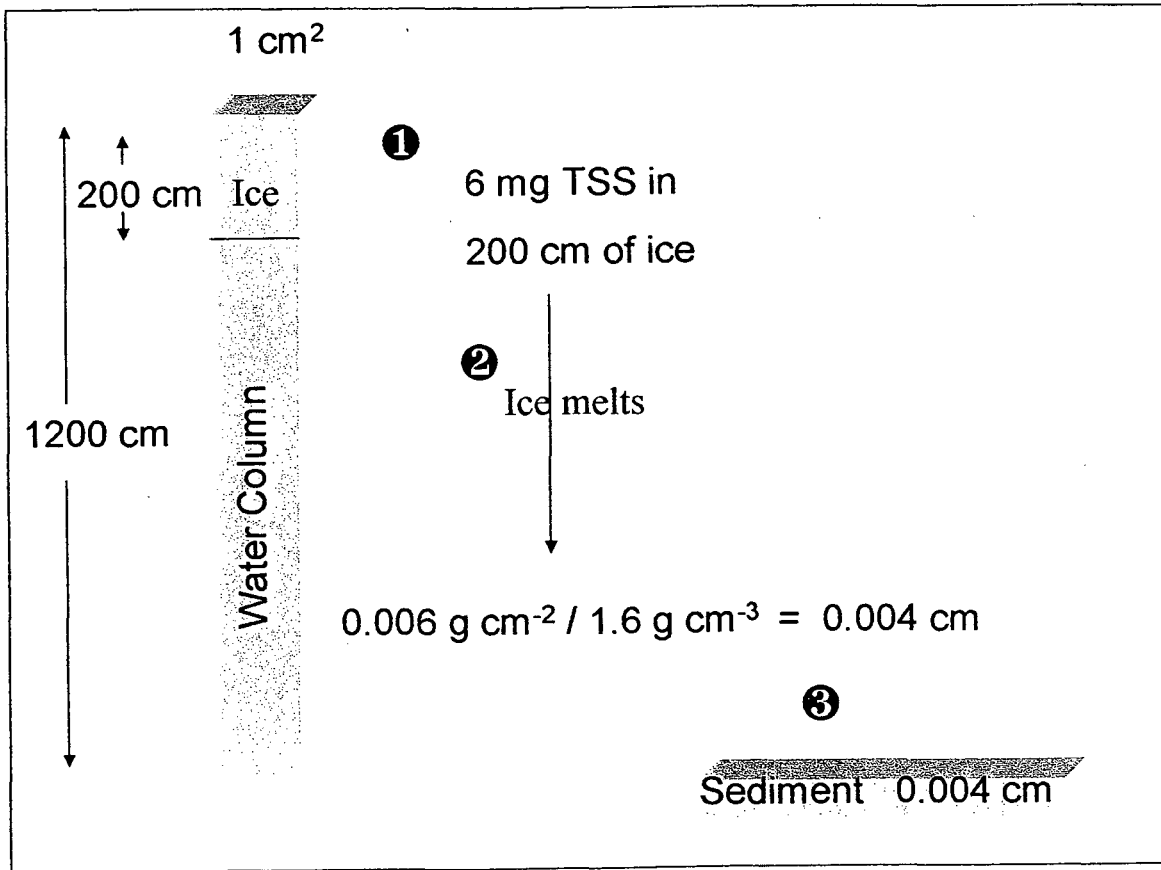 1 cm²
❶
200 cm Ice
6 mg TSS in
200 cm of ice
❷
Ice melts
1200 cm
Water Column
0.006 g cm⁻² / 1.6 g cm⁻³ = 0.004 cm
❸
Sediment 0.004 cm